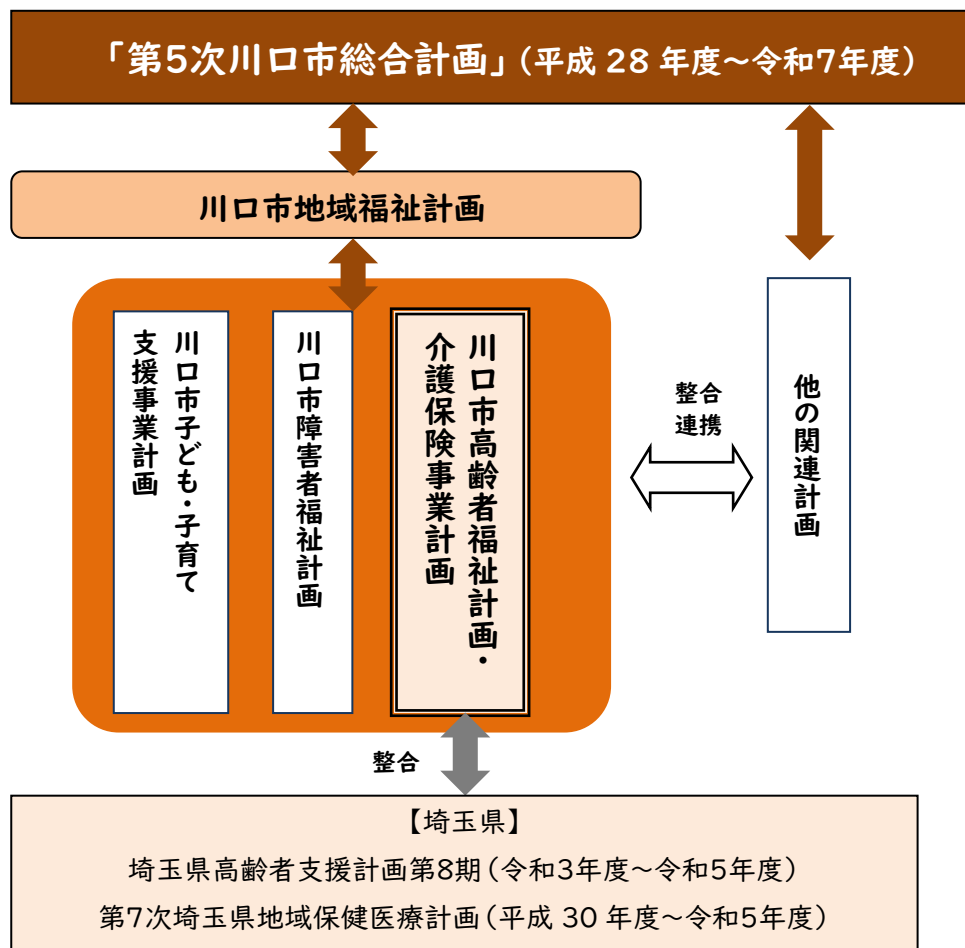 「第5次川口市総合計画」(平成 28 年度～令和7年度)
川口市地域福祉計画
川口市子ども・子育て
支援事業計画
川口市障害者福祉計画
川口市高齢者福祉計画・
介護保険事業計画
整合
連携
他の関連計画
整合
【埼玉県】
埼玉県高齢者支援計画第8期(令和3年度～令和5年度)
第7次埼玉県地域保健医療計画(平成 30 年度～令和5年度)